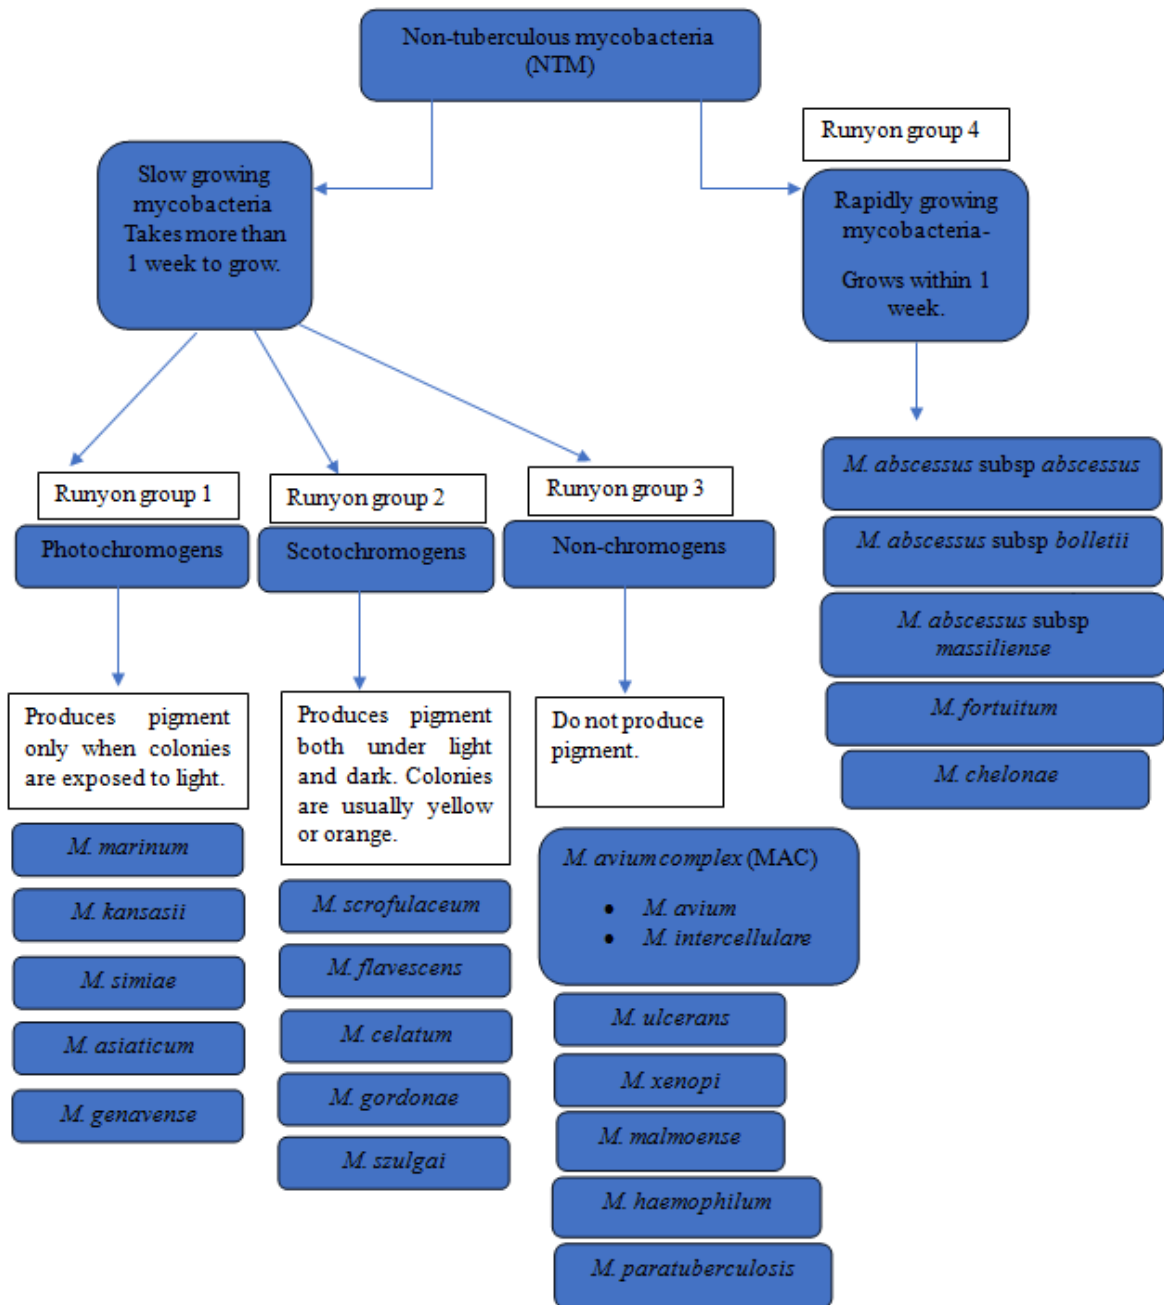 Non-tuberculous mycobacteria
(NTM)
Runyon group 4
Slow growing
mycobacteria
Takes more than
1 week to grow.
Rapidly growing
mycobacteria-
Grows within 1
week.
Runyon group 1
Photochromogens
Produces pigment
only when colonies
are exposed to light.
M. marinum
M. kansasii
M. simiae
M. asiaticum
M. genavense
Runyon group 2
Scotochromogens
Produces pigment
both under light
and dark. Colonies
are usually yellow
or orange.
M. scrofulaceum
M. flavescens
M. celatum
M. gordonae
M. szulgai
Runyon group 3
Non-chromogens
Do not produce
pigment.
M. avium complex (MAC)
• M. avium
• M. intercellulare
M. ulcerans
M. xenopi
M. malmoense
M. haemophilum
M. paratuberculosis
M. abscessus subsp abscessus
M. abscessus subsp bolletii
M. abscessus subsp
massiliense
M. fortuitum
M. chelonae